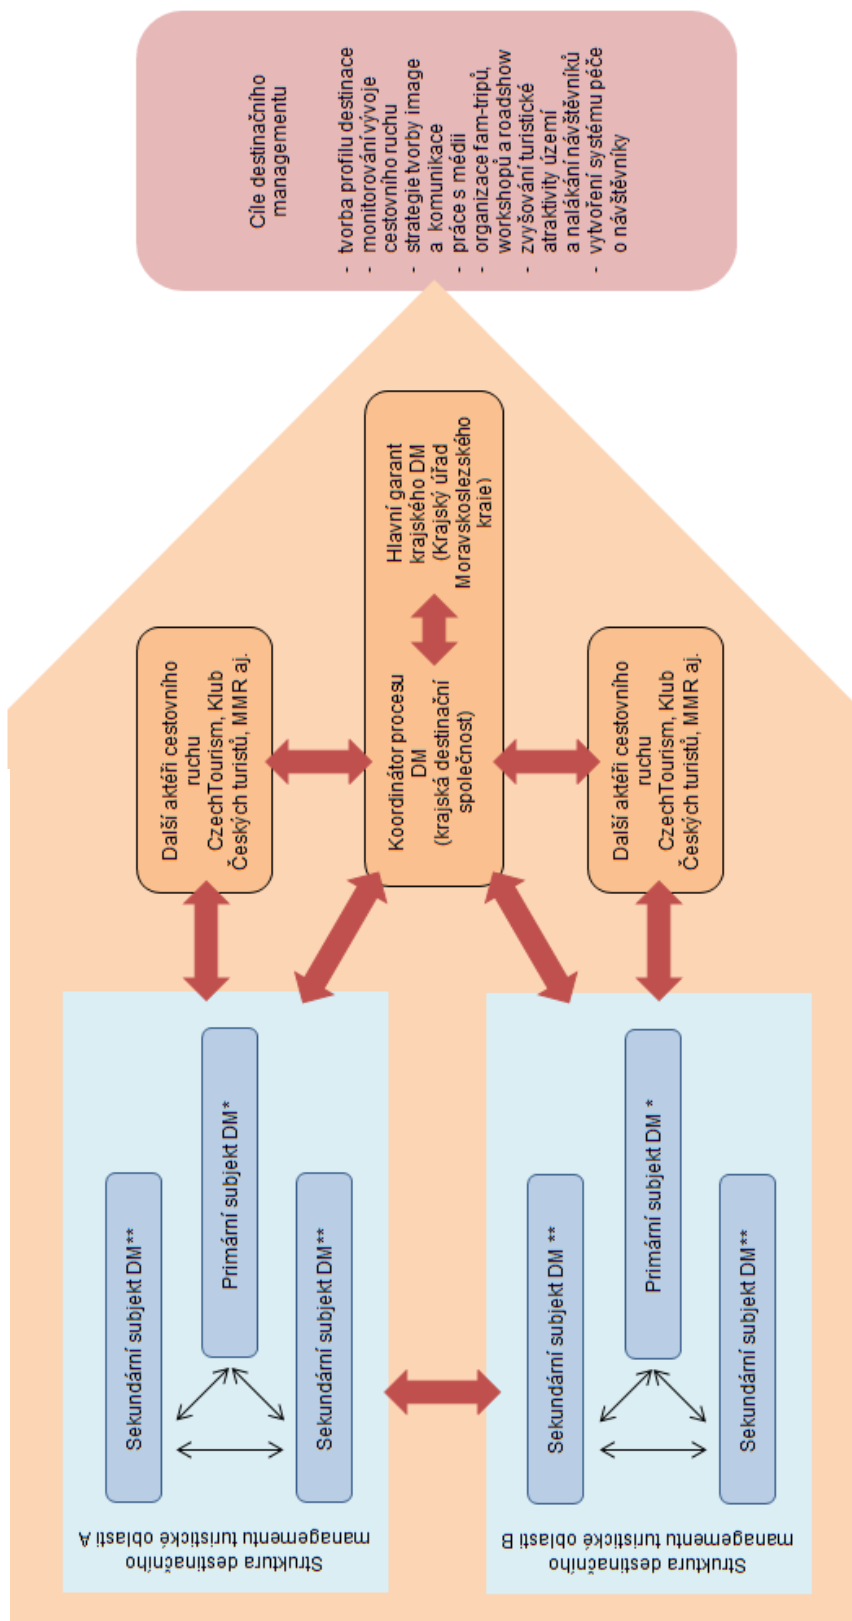 Struktura destinačního
managementu turistické oblasti A
Sekundární subjekt DM**
Primární subjekt DM*
Sekundární subjekt DM**
Struktura destinačního
managementu turistické oblasti B
Sekundární subjekt DM **
Primární subjekt DM *
Sekundární subjekt DM**
Další aktéři cestovního
ruchu
CzechTourism, Klub
Českých turistů, MMR aj.
Koordinátor procesu
DM
(krajská destinační
společnost)
Hlavní garant
krajského DM
(Krajský úřad
Moravskoslezského
kraie)
Další aktéři cestovního
ruchu
CzechTourism, Klub
Českých turistů, MMR aj.
Cíle destinačního
managementu
- tvorba profilu destinace
- monitorování vývoje
cestovního ruchu
- strategie tvorby image
a komunikace
- práce s médii
- organizace fam-tripů,
workshopů a roadshow
- zvyšování turistické
atraktivity území
a nalákání návštěvníků
- vytvoření systému péče
o návštěvníky